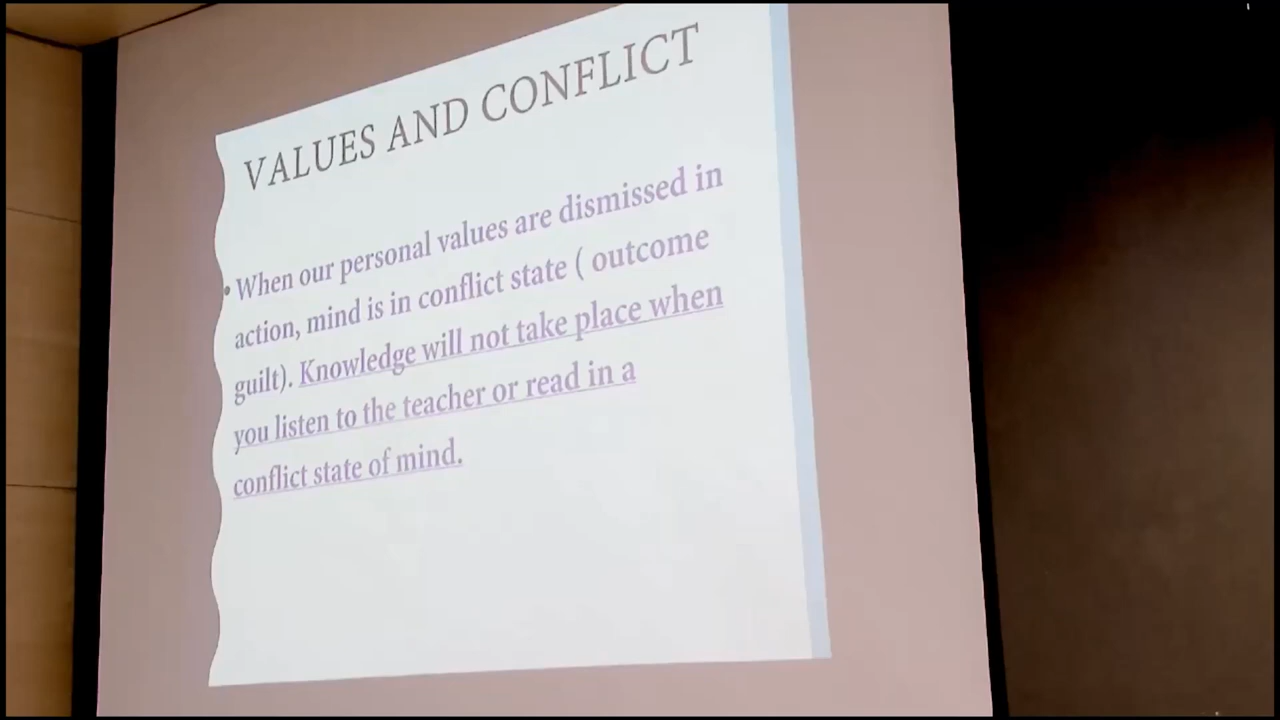 VALUES AND CONFLICT
• When our personal values are dismissed in
action, mind is in conflict state ( outcome
guilt). Knowledge will not take place when
you listen to the teacher or read in a
conflict state of mind.